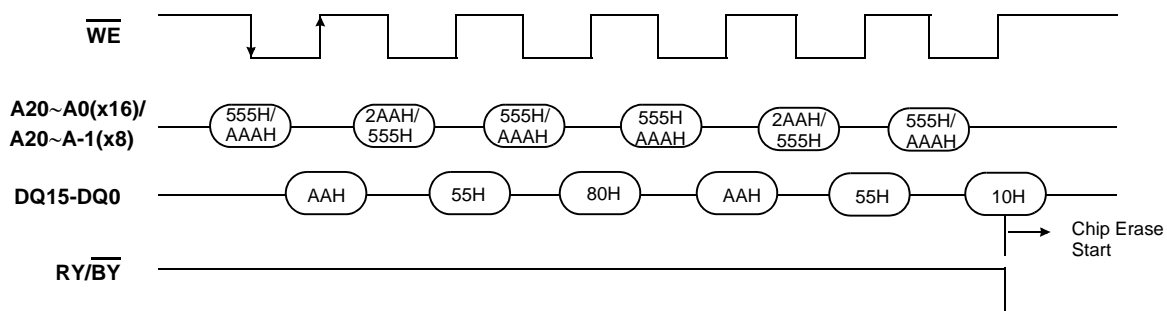 WE
A20~A0(x16)/
A20~A-1(x8)
555H/
AAAH
2AAH/
555H
555H/
AAAH
555H
AAAH
2AAH/
555H
555H/
AAAH
DQ15-DQ0
AAH
55H
80H
AAH
55H
10H
Chip Erase
Start
RY/BY